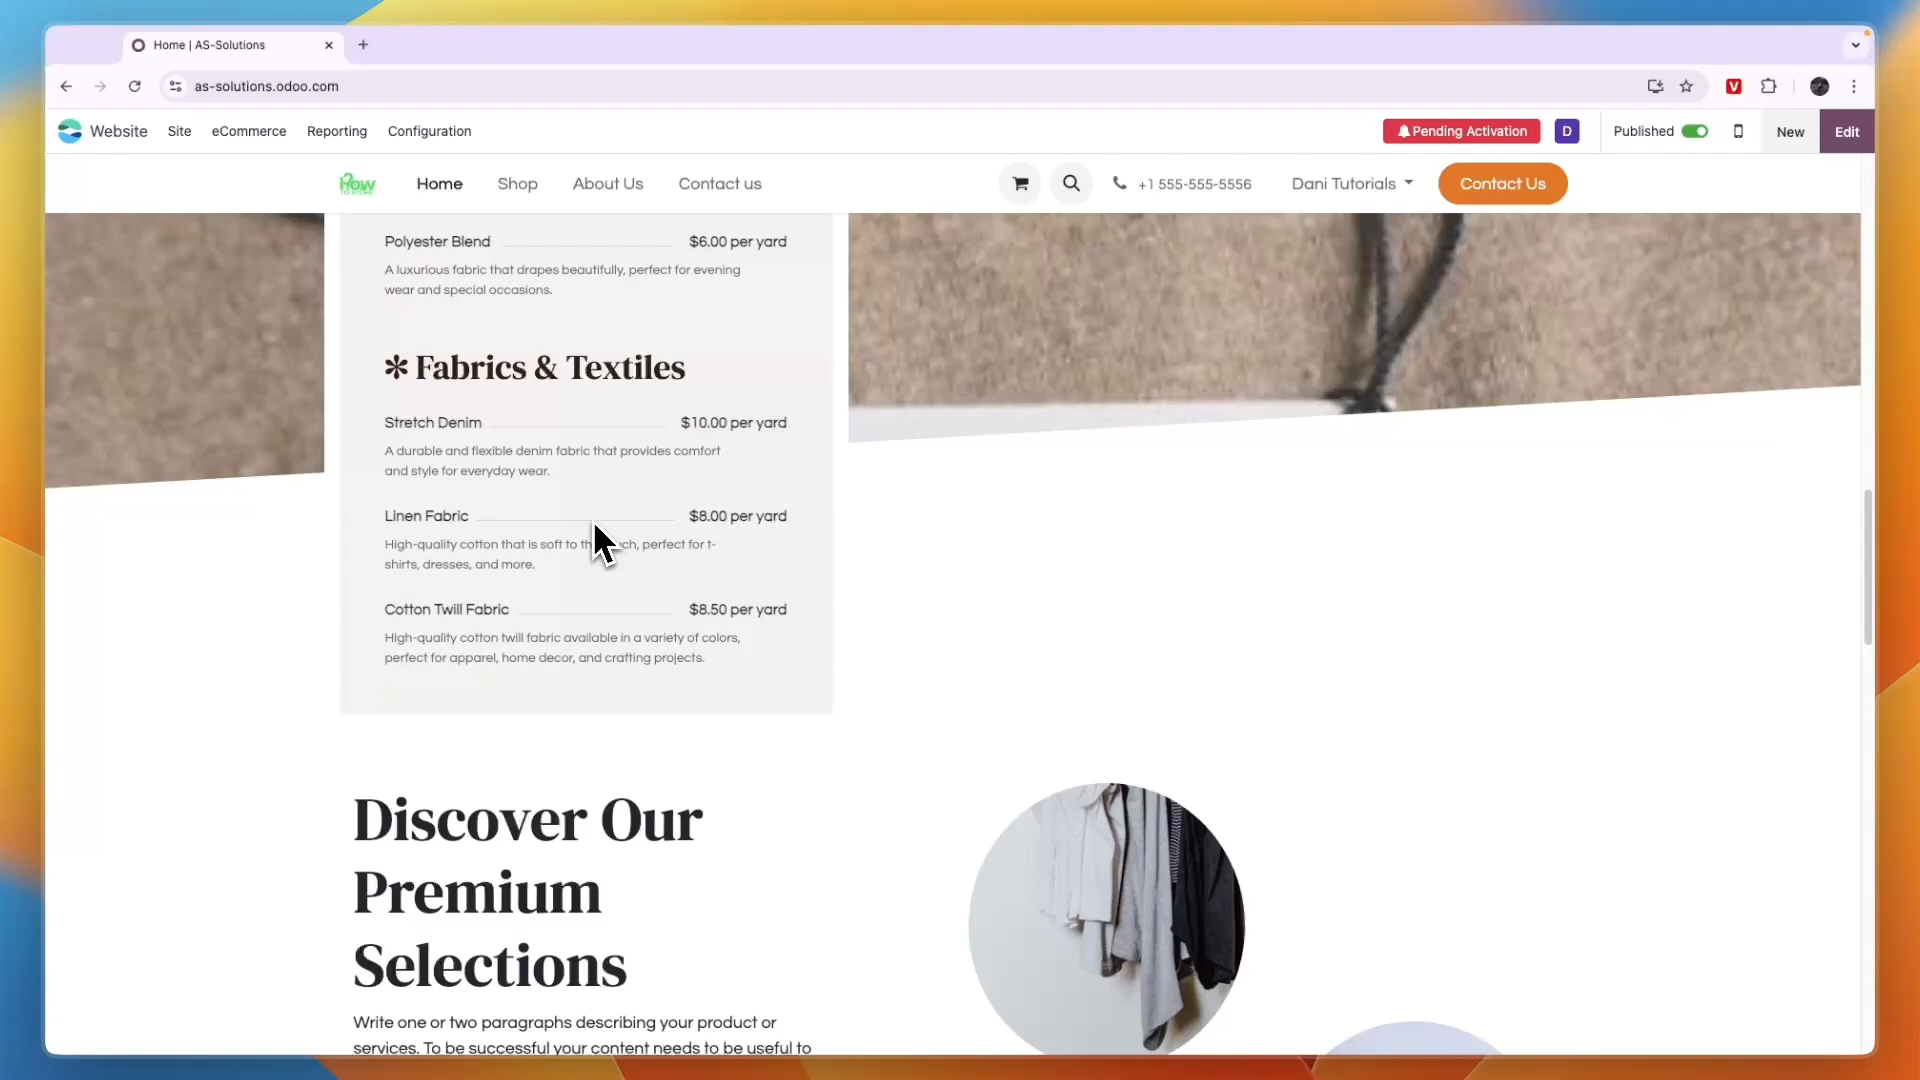 Home | AS-Solutions
as-solutions.odoo.com
V
Website Site eCommerce Reporting Configuration Pending Activation D Published New Edit
How Home Shop About Us Contact us +1 555-555-5556 Dani Tutorials Contact Us
Polyester Blend $6.00 per yard
A luxurious fabric that drapes beautifully, perfect for evening
wear and special occasions.
✻ Fabrics & Textiles
Stretch Denim $10.00 per yard
A durable and flexible denim fabric that provides comfort
and style for everyday wear.
Linen Fabric $8.00 per yard
High-quality cotton that is soft to th ch, perfect for t-
shirts, dresses, and more.
Cotton Twill Fabric $8.50 per yard
High-quality cotton twill fabric available in a variety of colors,
perfect for apparel, home decor, and crafting projects.
Discover Our
Premium
Selections
Write one or two paragraphs describing your product or
services. To be successful your content needs to be useful to